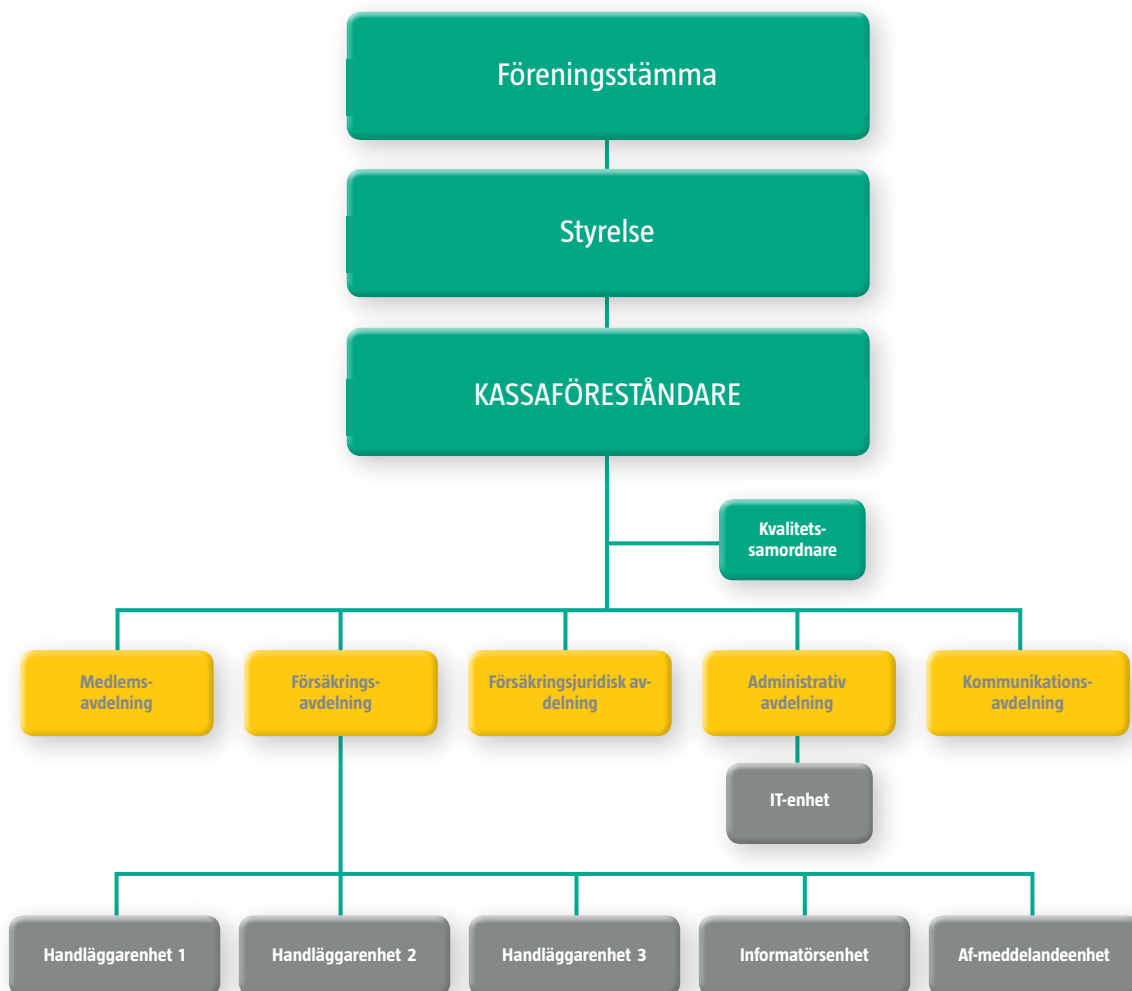 Föreningsstämma
Styrelse
KASSAFÖRESTÅNDARE
Kvalitets-
samordnare
Medlems-
avdelning
Försäkrings-
avdelning
Försäkringsjuridisk av-
delning
Administrativ
avdelning
Kommunikations-
avdelning
IT-enhet
Handläggarenhet 1
Handläggarenhet 2
Handläggarenhet 3
Informatörsenhet
Af-meddelandeenhet